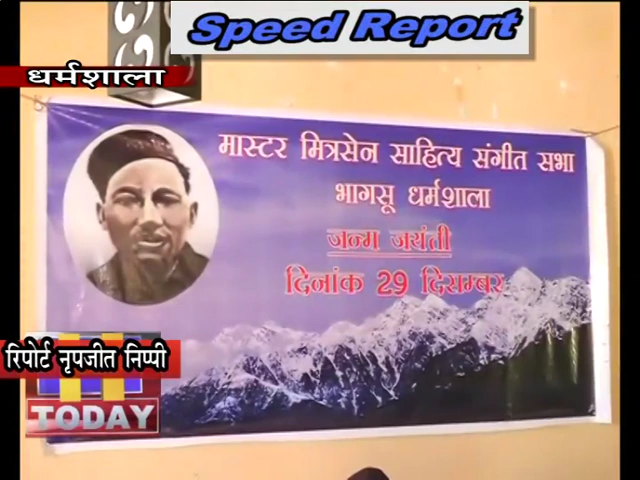 Speed Report
धर्मशाला
मास्टर मित्रसेन साहित्य संगीत सभा
भागसू धर्मशाला
जन्म जयंती
दिनांक 29 दिसम्बर
रिपोर्ट नृपजीत निप्पी
TODAY